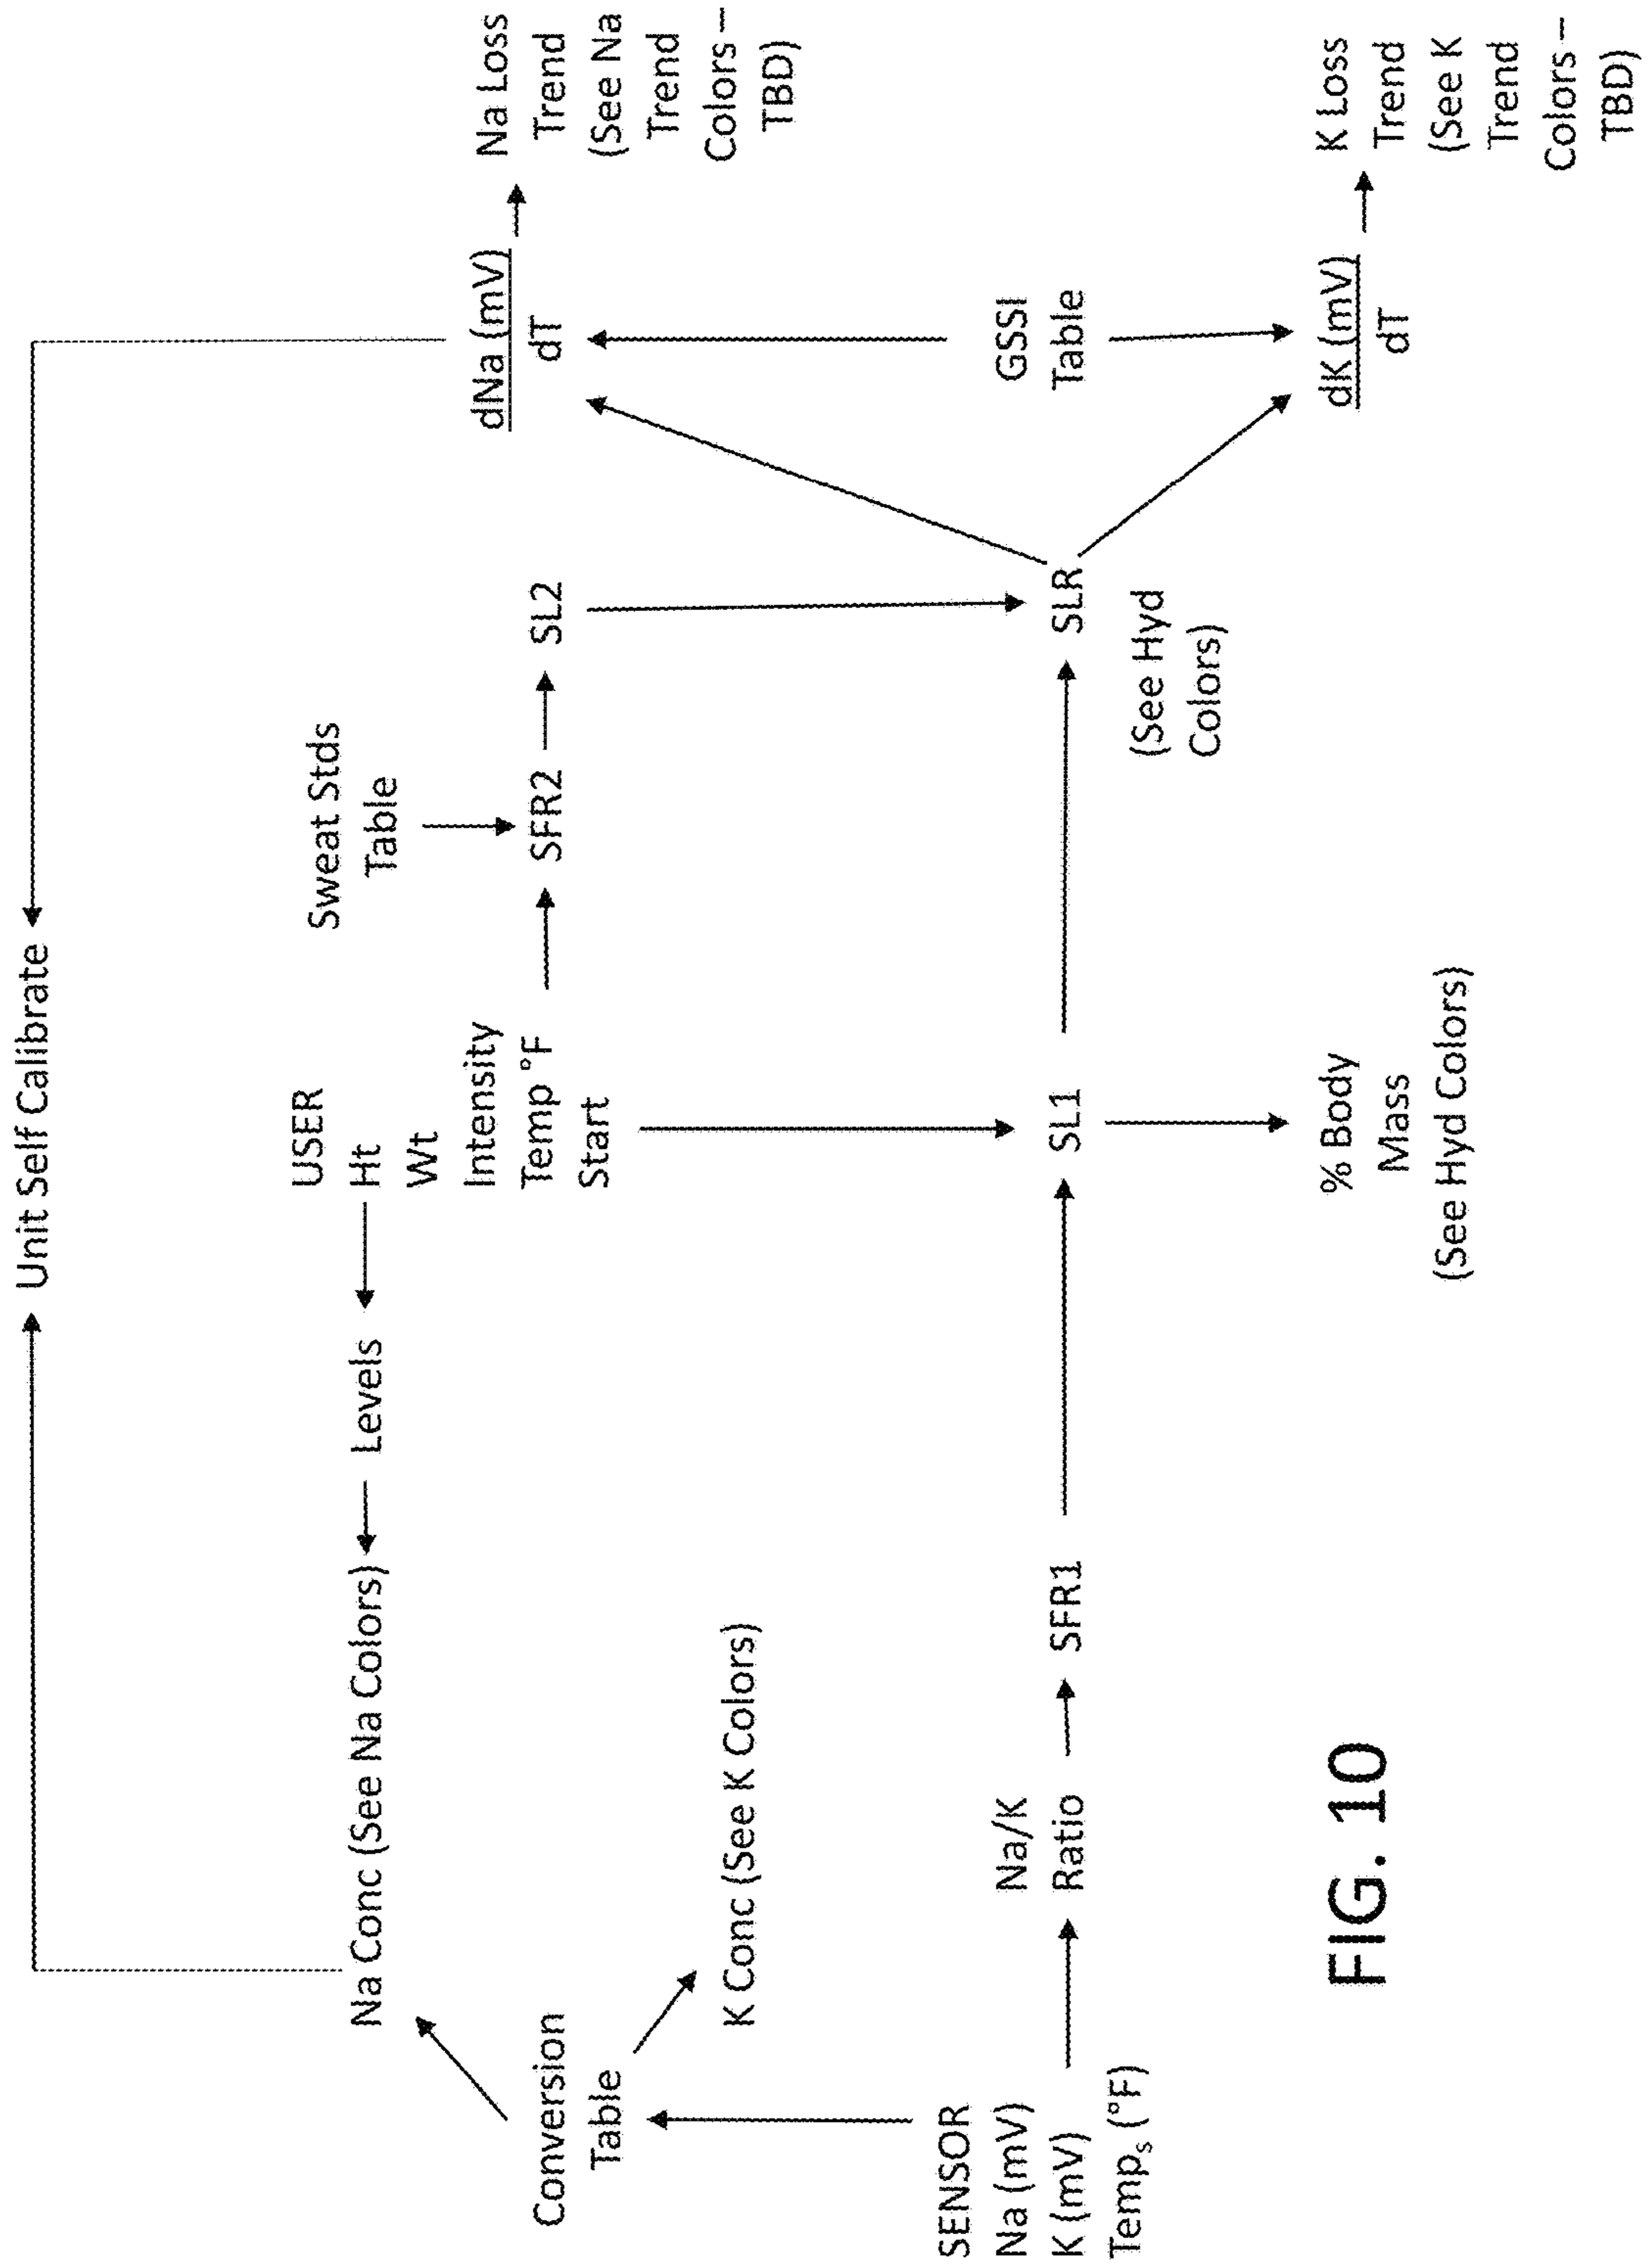 Unit Self Calibrate
USER
Ht
Wt
Intensity
Temp °F
Start
Sweat Stds
Table
Levels
Na Conc (See Na Colors)
SFR2
SL2
dNa (mV)
dT
Na Loss
Trend
(See Na
Trend
Colors –
TBD)
Conversion
Table
K Conc (See K Colors)
SENSOR
Na (mV)
K (mV)
Tempₛ (°F)
Na/K
Ratio
SFR1
SL1
SLR
(See Hyd
Colors)
GSSI
Table
% Body
Mass
(See Hyd Colors)
dK (mV)
dT
K Loss
Trend
(See K
Trend
Colors –
TBD)
FIG. 10